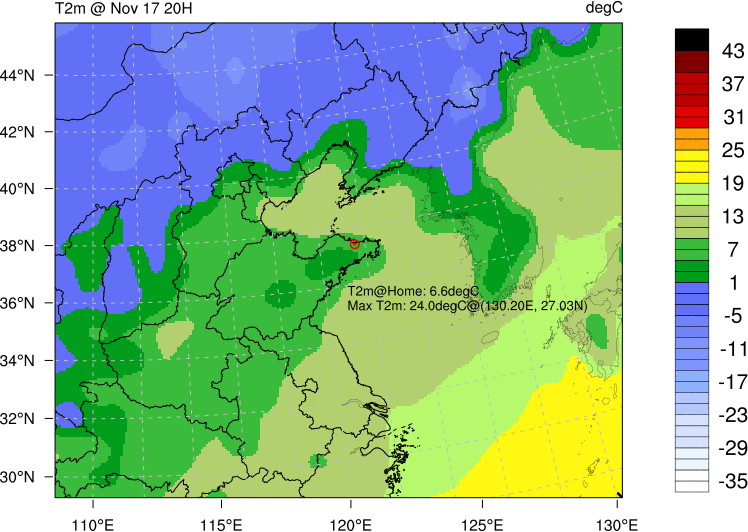 T2m @ Nov 17 20H
degC
44°N
42°N
40°N
38°N
36°N
34°N
32°N
30°N
T2m@Home: 6.6degC
Max T2m: 24.0degC@(130.20E, 27.03N)
110°E
115°E
120°E
125°E
130°E
43
37
31
25
19
13
7
1
-5
-11
-17
-23
-29
-35